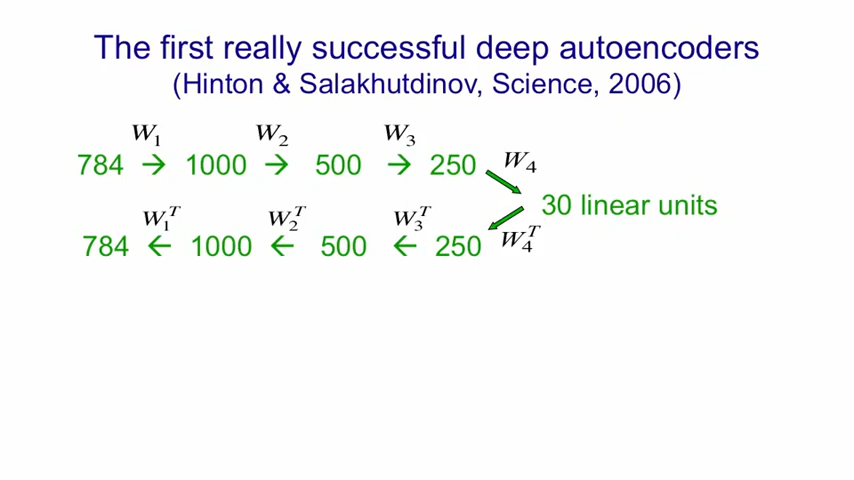 The first really successful deep autoencoders
(Hinton & Salakhutdinov, Science, 2006)
W₁ W₂ W₃ W₄
784 → 1000 → 500 → 250
30 linear units
W₁ᵀ W₂ᵀ W₃ᵀ W₄ᵀ
784 ← 1000 ← 500 ← 250